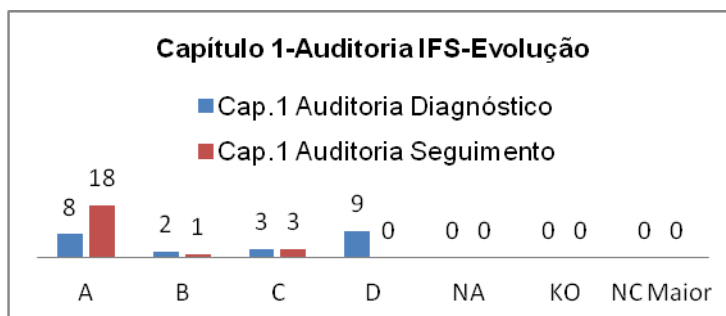 Capítulo 1-Auditoria IFS-Evolução
Cap.1 Auditoria Diagnóstico
Cap.1 Auditoria Seguimento
8 18 2 1 3 3 9 0 0 0 0 0 0 0
A B C D NA KO NC Maior